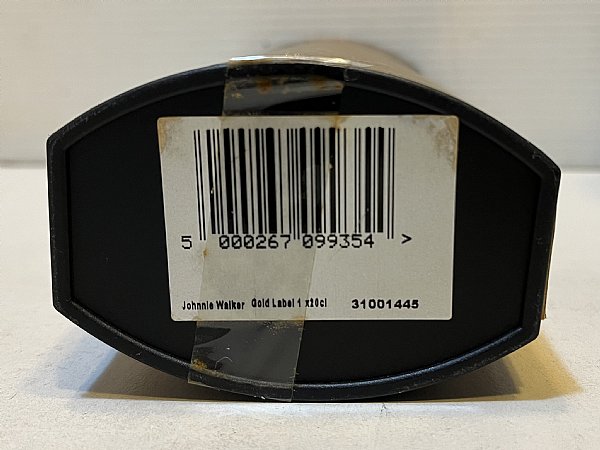 5 000267 099354 >
Johnnie Walker Gold Label 1 x20cl 31001445